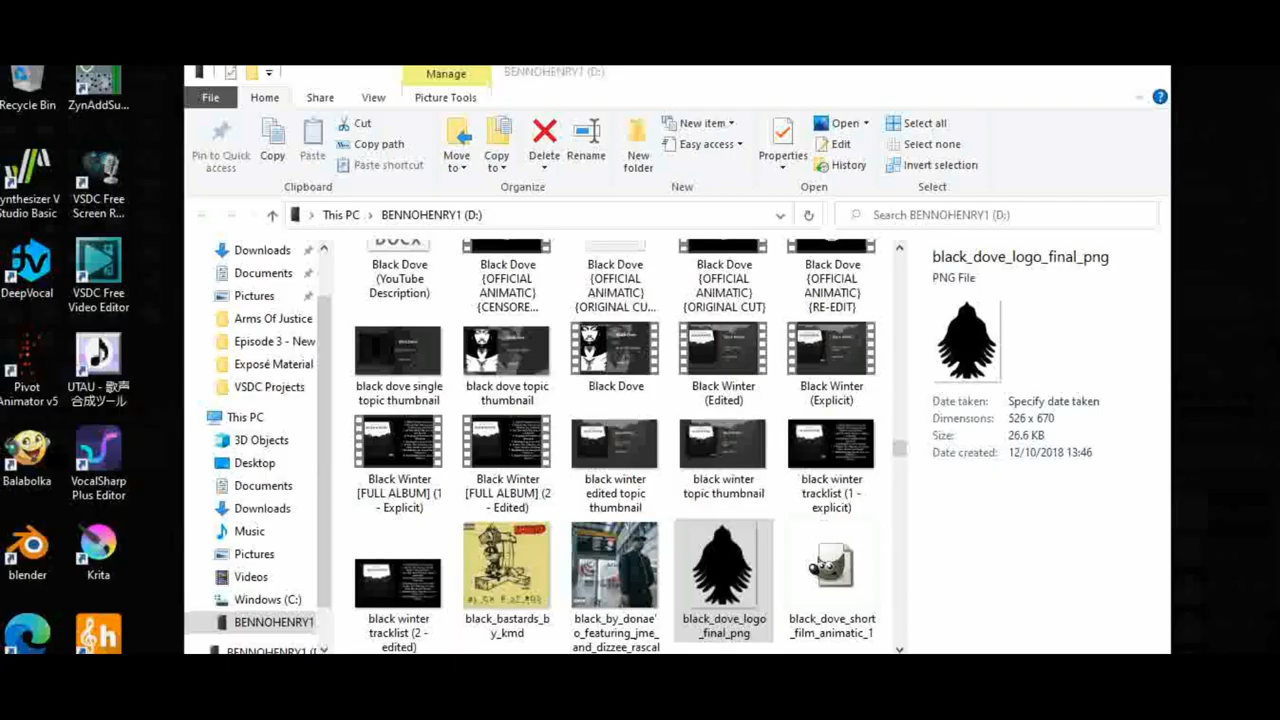 Manage
BENNOHENRY1 (D:)
File
Home
Share
View
Picture Tools
Pin to Quick
access
Copy
Paste
Cut
Copy path
Paste shortcut
Clipboard
Move
to
Copy
to
Delete
Rename
Organize
New
folder
New item
Easy access
New
Properties
Open
Edit
History
Open
Select all
Select none
Invert selection
Select
This PC
BENNOHENRY1 (D:)
Search BENNOHENRY1 (D:)
Recycle Bin
ZynAddSu...
ynthesizer V
Studio Basic
VSDC Free
Screen R...
DeepVocal
VSDC Free
Video Editor
Pivot
Animator v5
UTAU - 歌声
合成ツール
Balabolka
VocalSharp
Plus Editor
blender
Krita
Downloads
Documents
Pictures
Arms Of Justice
Episode 3 - New
Exposé Material
VSDC Projects
This PC
3D Objects
Desktop
Documents
Downloads
Music
Pictures
Videos
Windows (C:)
BENNOHENRY1
BENNOHENRY1 (
DOCX
Black Dove
(YouTube
Description)
Black Dove
{OFFICIAL
ANIMATIC}
{CENSORE...
Black Dove
{OFFICIAL
ANIMATIC}
{ORIGINAL CU...
Black Dove
{OFFICIAL
ANIMATIC}
{ORIGINAL CUT)
Black Dove
{OFFICIAL
ANIMATIC}
{RE-EDIT)
black dove single
thumbnail
black dove topic
thumbnail
Black Dove
Black Winter
(Edited)
Black Winter
(Explicit)
Black Winter
[FULL ALBUM] (1
- Explicit)
Black Winter
[FULL ALBUM] (2
- Edited)
black winter
edited topic
thumbnail
black winter
topic thumbnail
black winter
tracklist (1 -
explicit)
black winter
tracklist (2 -
edited)
black_bastards_b
y_kmd
black_by_donae'
o_featuring_jme_
and_dizzee_rascal
black_dove_logo
_final_png
black_dove_short
_film_animatic_1
black_dove_logo_final_png
PNG File
Date taken: Specify date taken
Dimensions: 526 x 670
Size: 26.6 KB
Date created: 12/10/2018 13:46